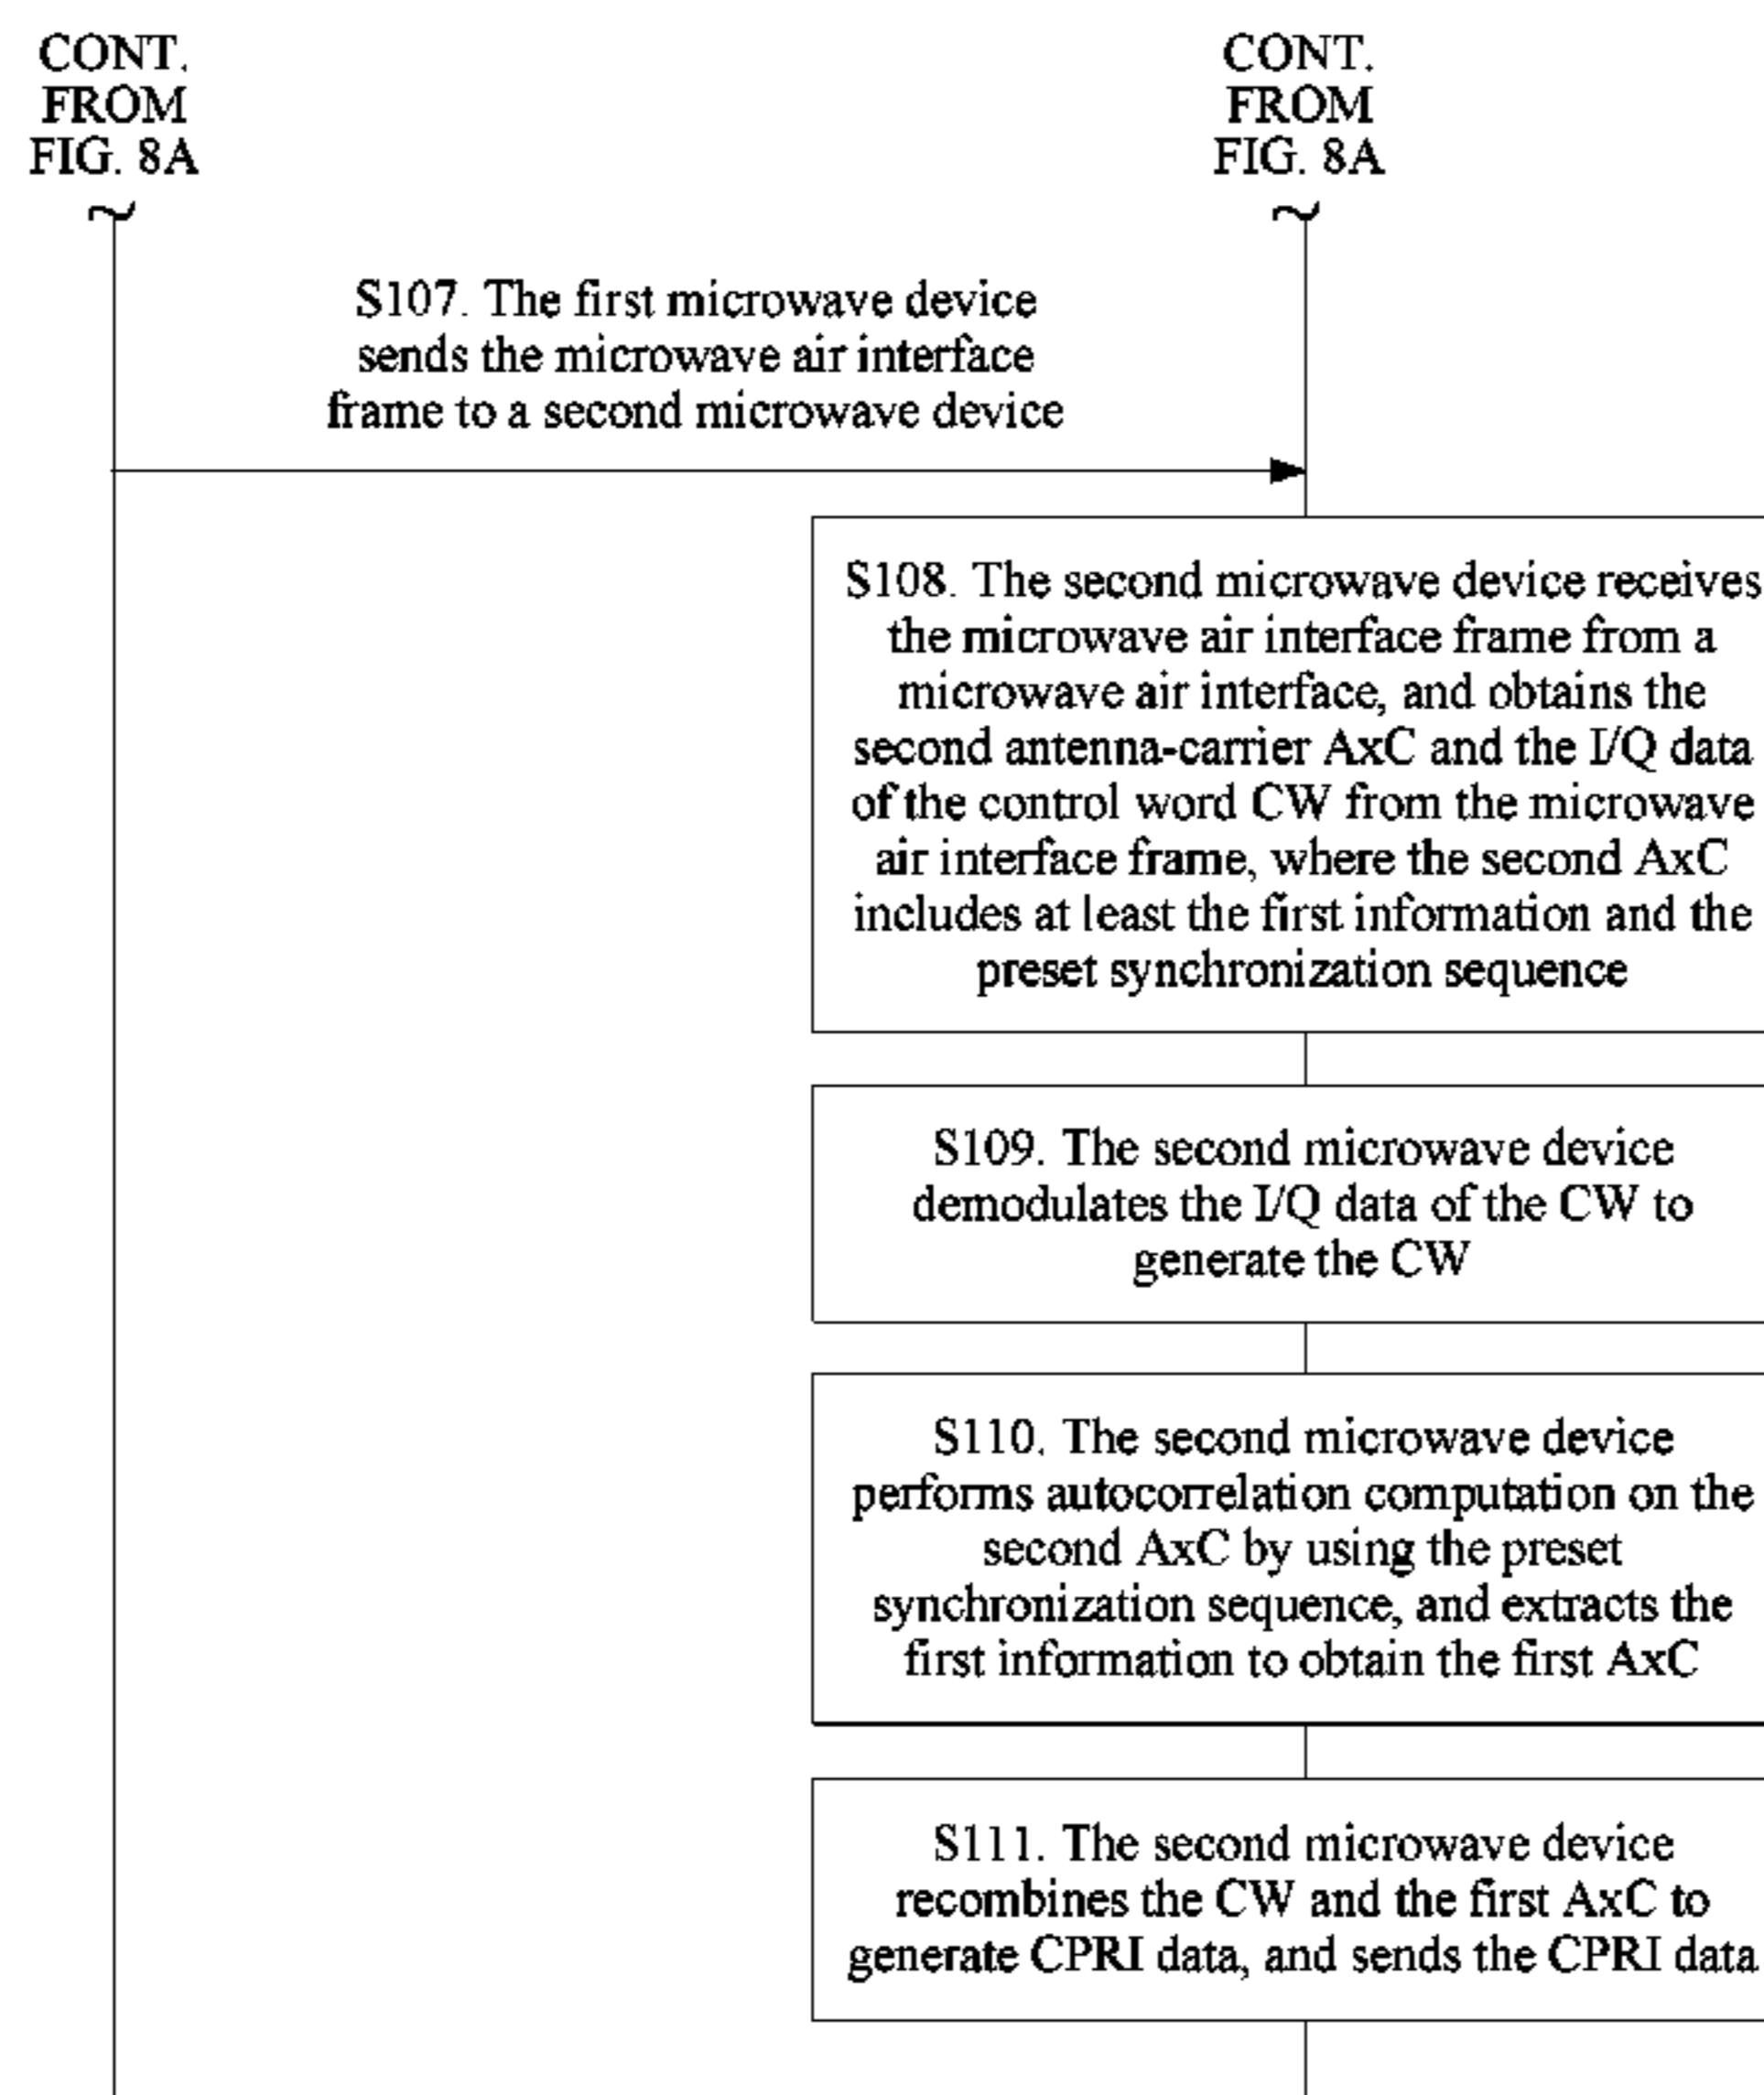 CONT.
FROM
FIG. 8A
CONT.
FROM
FIG. 8A
S107. The first microwave device
sends the microwave air interface
frame to a second microwave device
S108. The second microwave device receives
the microwave air interface frame from a
microwave air interface, and obtains the
second antenna-carrier AxC and the I/Q data
of the control word CW from the microwave
air interface frame, where the second AxC
includes at least the first information and the
preset synchronization sequence
S109. The second microwave device
demodulates the I/Q data of the CW to
generate the CW
S110. The second microwave device
performs autocorrelation computation on the
second AxC by using the preset
synchronization sequence, and extracts the
first information to obtain the first AxC
S111. The second microwave device
recombines the CW and the first AxC to
generate CPRI data, and sends the CPRI data